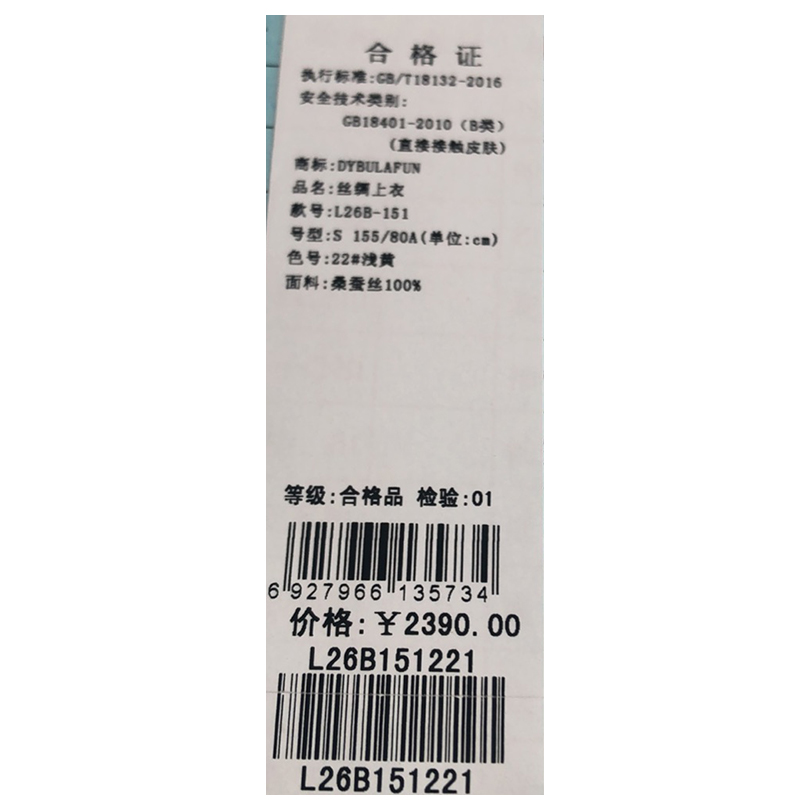 合格证
执行标准:GB/T18132-2016
安全技术类别:
GB18401-2010（B类）
(直接接触皮肤)
商标:DYBULAFUN
品名:丝绸上衣
款号:L26B-151
号型:S 155/80A(单位:cm)
色号:22#浅黄
面料:桑蚕丝100%
等级:合格品 检验:01
6 927966 135734
价格:￥2390.00
L26B151221
L26B151221